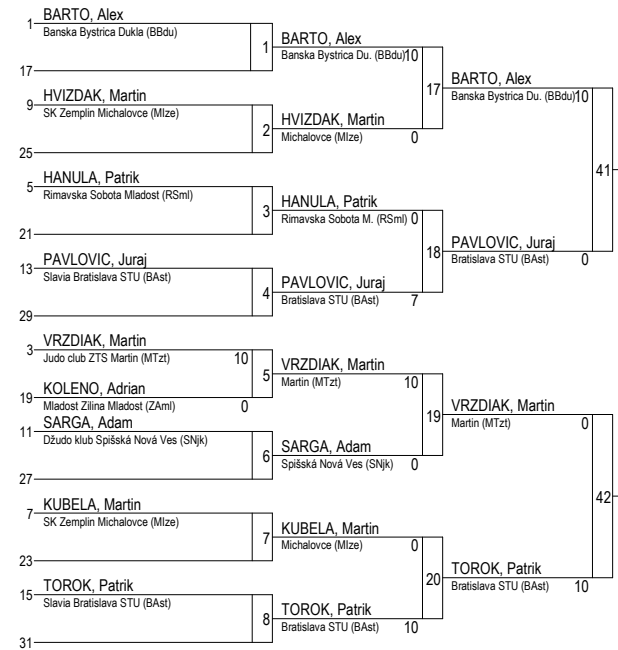 1 BARTO, Alex
Banska Bystrica Dukla (BBdu)
1
17
BARTO, Alex
Banska Bystrica Du. (BBdu) 10
9 HVIZDAK, Martin
SK Zemplin Michalovce (MIze)
2
25
HVIZDAK, Martin
Michalovce (MIze) 0
17
BARTO, Alex
Banska Bystrica Du. (BBdu) 10
5 HANULA, Patrik
Rimavska Sobota Mladost (RSml)
3
21
HANULA, Patrik
Rimavska Sobota M. (RSml) 0
13 PAVLOVIC, Juraj
Slavia Bratislava STU (BAst)
4
29
PAVLOVIC, Juraj
Bratislava STU (BAst) 7
18
PAVLOVIC, Juraj
Bratislava STU (BAst) 0
41
3 VRZDIAK, Martin
Judo club ZTS Martin (MTzt) 10
5
19 KOLENO, Adrian
Mladost Zilina Mladost (ZAml) 0
VRZDIAK, Martin
Martin (MTzt) 10
11 SARGA, Adam
Džudo klub Spišská Nová Ves (SNjk)
6
27
SARGA, Adam
Spišská Nová Ves (SNjk) 0
19
VRZDIAK, Martin
Martin (MTzt) 0
7 KUBELA, Martin
SK Zemplin Michalovce (MIze)
7
23
KUBELA, Martin
Michalovce (MIze) 0
15 TOROK, Patrik
Slavia Bratislava STU (BAst)
8
31
TOROK, Patrik
Bratislava STU (BAst) 10
20
TOROK, Patrik
Bratislava STU (BAst) 10
42